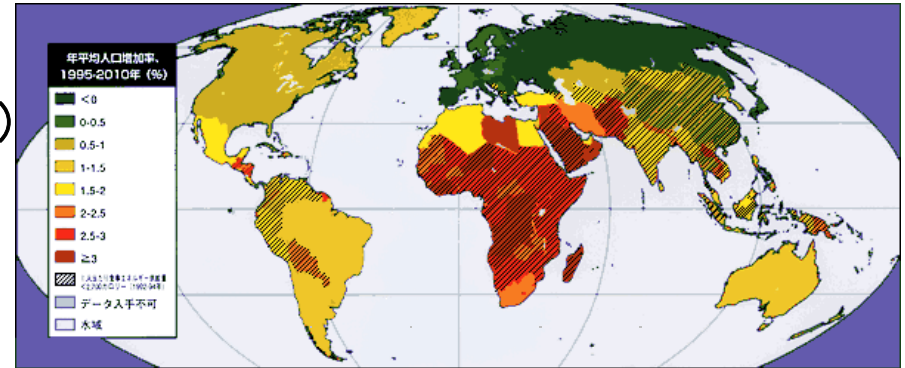 年平均人口増加率、
1995-2010年（%）
<0
0-0.5
0.5-1
1-1.5
1.5-2
2-2.5
2.5-3
≥3
データ入手不可
水域